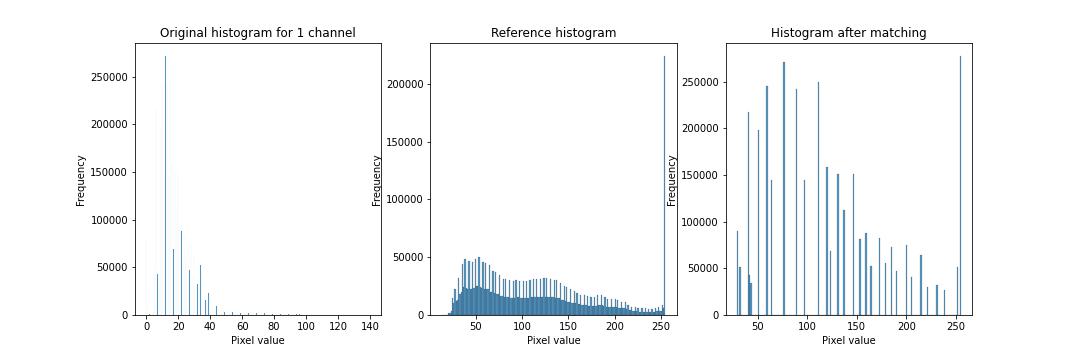 Original histogram for 1 channel
Frequency
250000
200000
150000
100000
50000
0
0 20 40 60 80 100 120 140
Pixel value
Reference histogram
Frequency
200000
150000
100000
50000
0
50 100 150 200 250
Pixel value
Histogram after matching
Frequency
250000
200000
150000
100000
50000
0
50 100 150 200 250
Pixel value